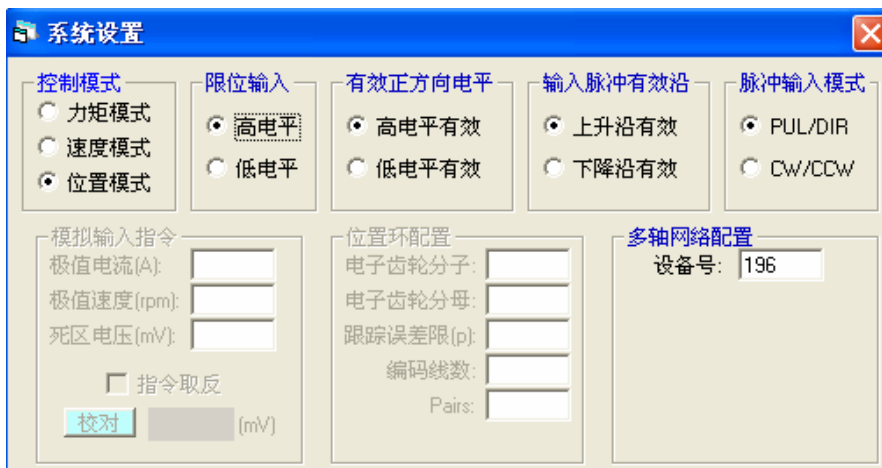 系统设置
控制模式
力矩模式
速度模式
位置模式
限位输入
高电平
低电平
有效正方向电平
高电平有效
低电平有效
输入脉冲有效沿
上升沿有效
下降沿有效
脉冲输入模式
PUL/DIR
CW/CCW
模拟输入指令
极值电流(A):
极值速度(rpm):
死区电压(mV):
指令取反
校对 (mV)
位置环配置
电子齿轮分子:
电子齿轮分母:
跟踪误差限(p):
编码线数:
Pairs:
多轴网络配置
设备号: 196